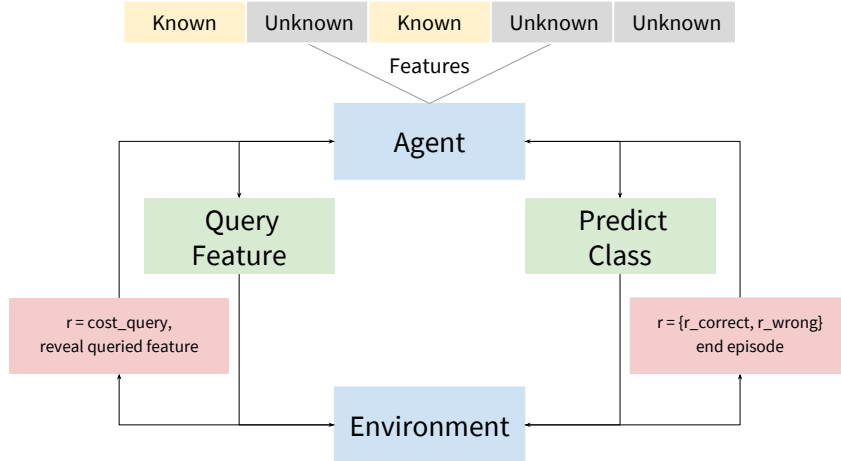 Known Unknown Known Unknown Unknown
Features
Agent
Query
Feature
Predict
Class
r = cost_query,
reveal queried feature
r = {r_correct, r_wrong}
end episode
Environment